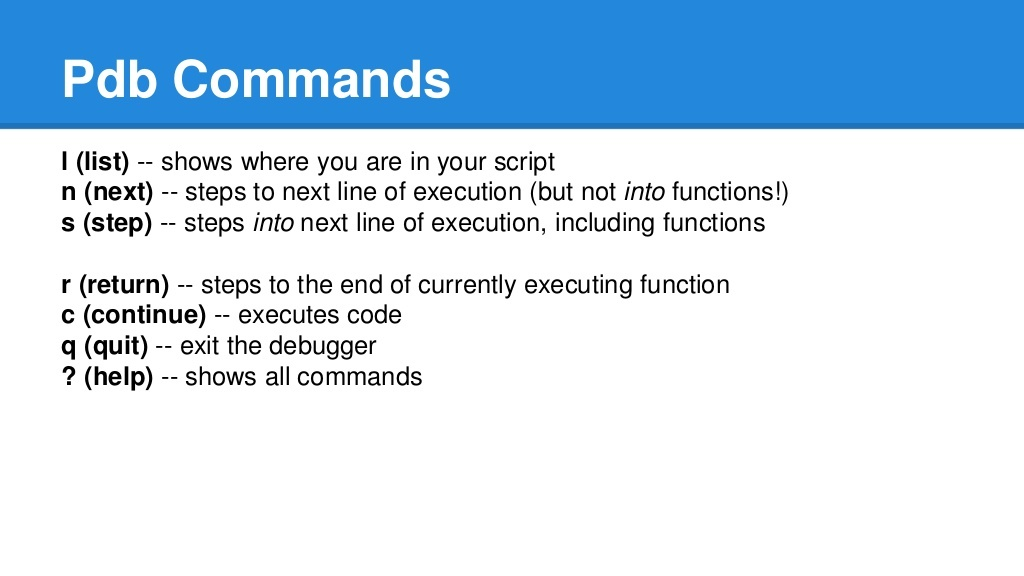 Pdb Commands
l (list) -- shows where you are in your script
n (next) -- steps to next line of execution (but not into functions!)
s (step) -- steps into next line of execution, including functions
r (return) -- steps to the end of currently executing function
c (continue) -- executes code
q (quit) -- exit the debugger
? (help) -- shows all commands